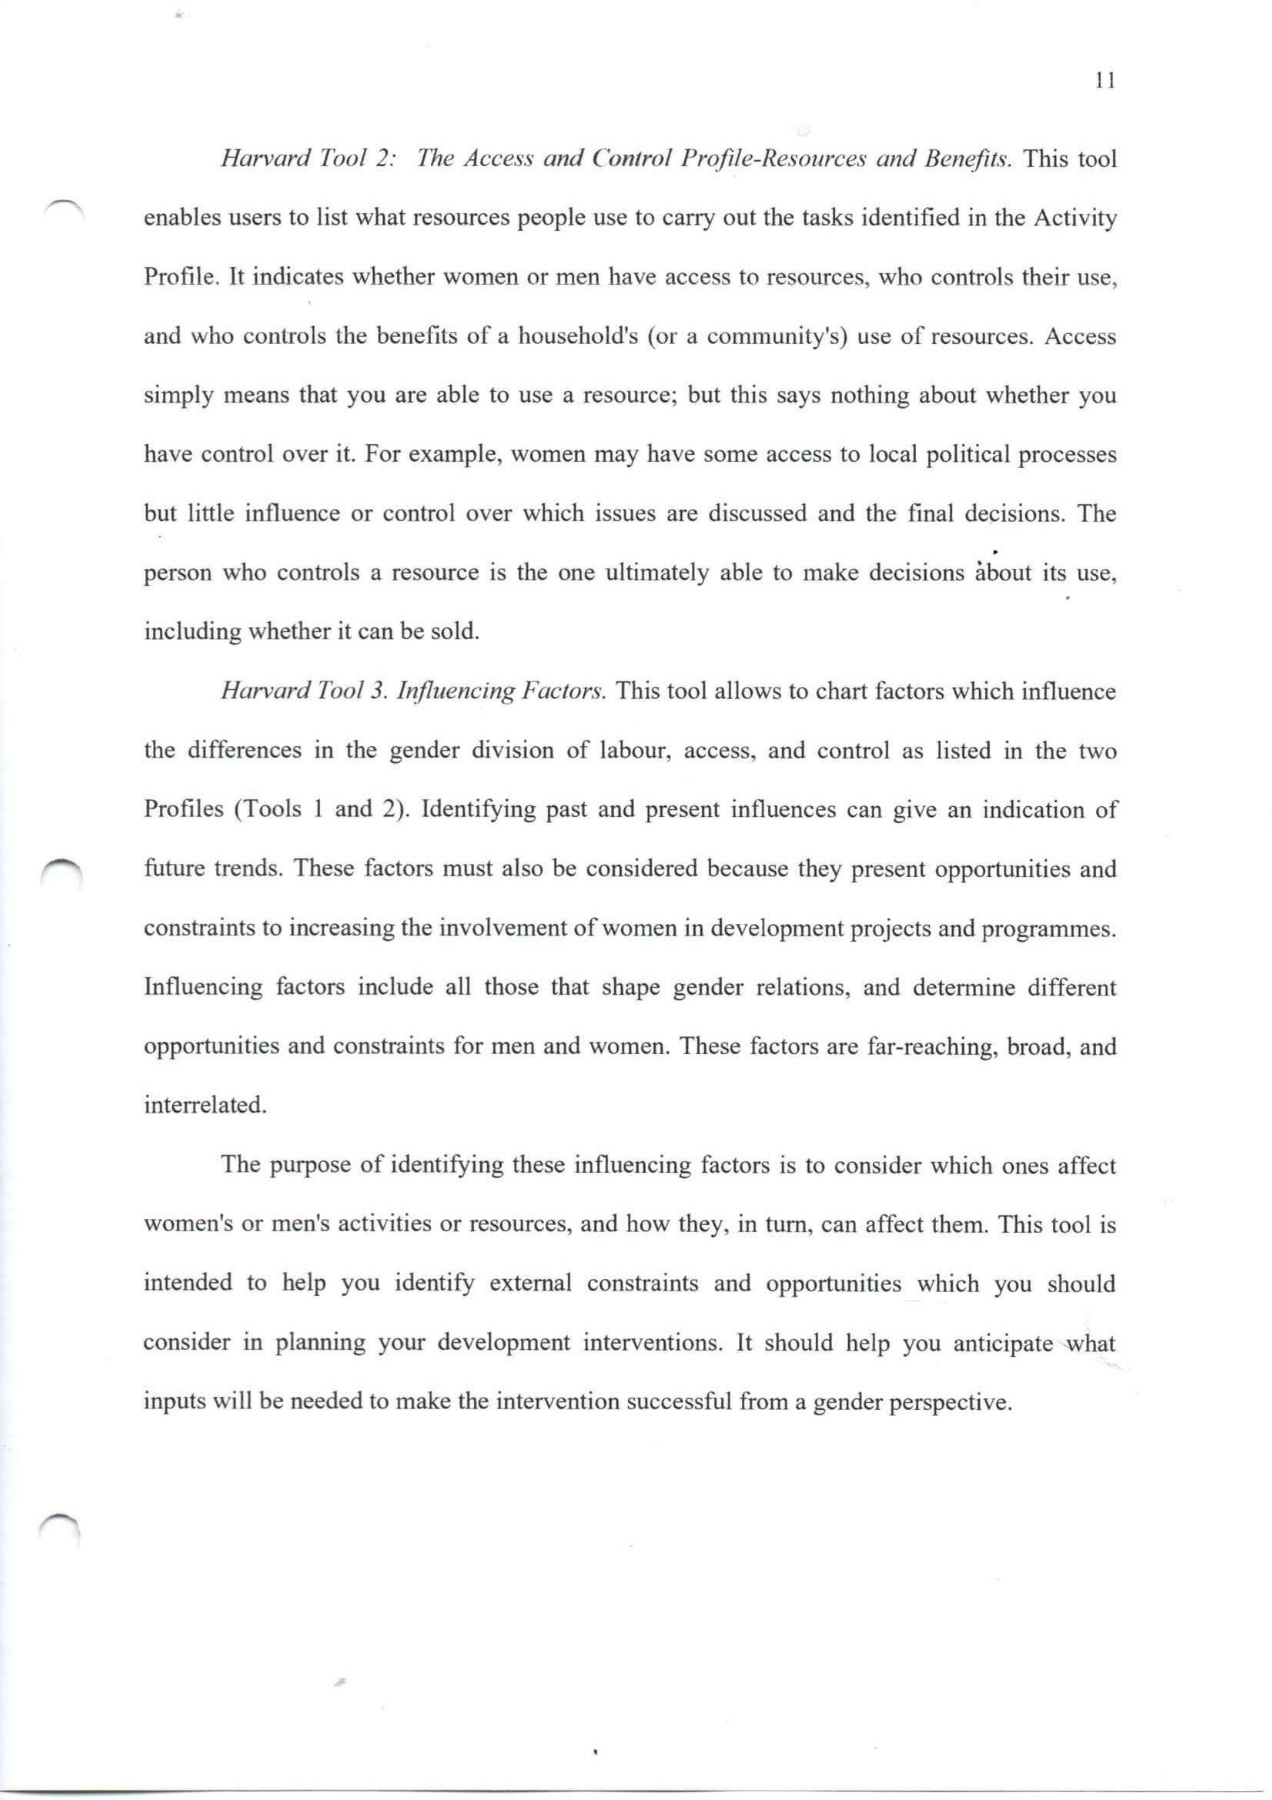 11
Harvard Tool 2: The Access and Control Profile-Resources and Benefits. This tool
enables users to list what resources people use to carry out the tasks identified in the Activity
Profile. It indicates whether women or men have access to resources, who controls their use,
and who controls the benefits of a household's (or a community's) use of resources. Access
simply means that you are able to use a resource; but this says nothing about whether you
have control over it. For example, women may have some access to local political processes
but little influence or control over which issues are discussed and the final decisions. The
person who controls a resource is the one ultimately able to make decisions about its use,
including whether it can be sold.
Harvard Tool 3. Influencing Factors. This tool allows to chart factors which influence
the differences in the gender division of labour, access, and control as listed in the two
Profiles (Tools 1 and 2). Identifying past and present influences can give an indication of
future trends. These factors must also be considered because they present opportunities and
constraints to increasing the involvement of women in development projects and programmes.
Influencing factors include all those that shape gender relations, and determine different
opportunities and constraints for men and women. These factors are far-reaching, broad, and
interrelated.
The purpose of identifying these influencing factors is to consider which ones affect
women's or men's activities or resources, and how they, in turn, can affect them. This tool is
intended to help you identify external constraints and opportunities which you should
consider in planning your development interventions. It should help you anticipate what
inputs will be needed to make the intervention successful from a gender perspective.